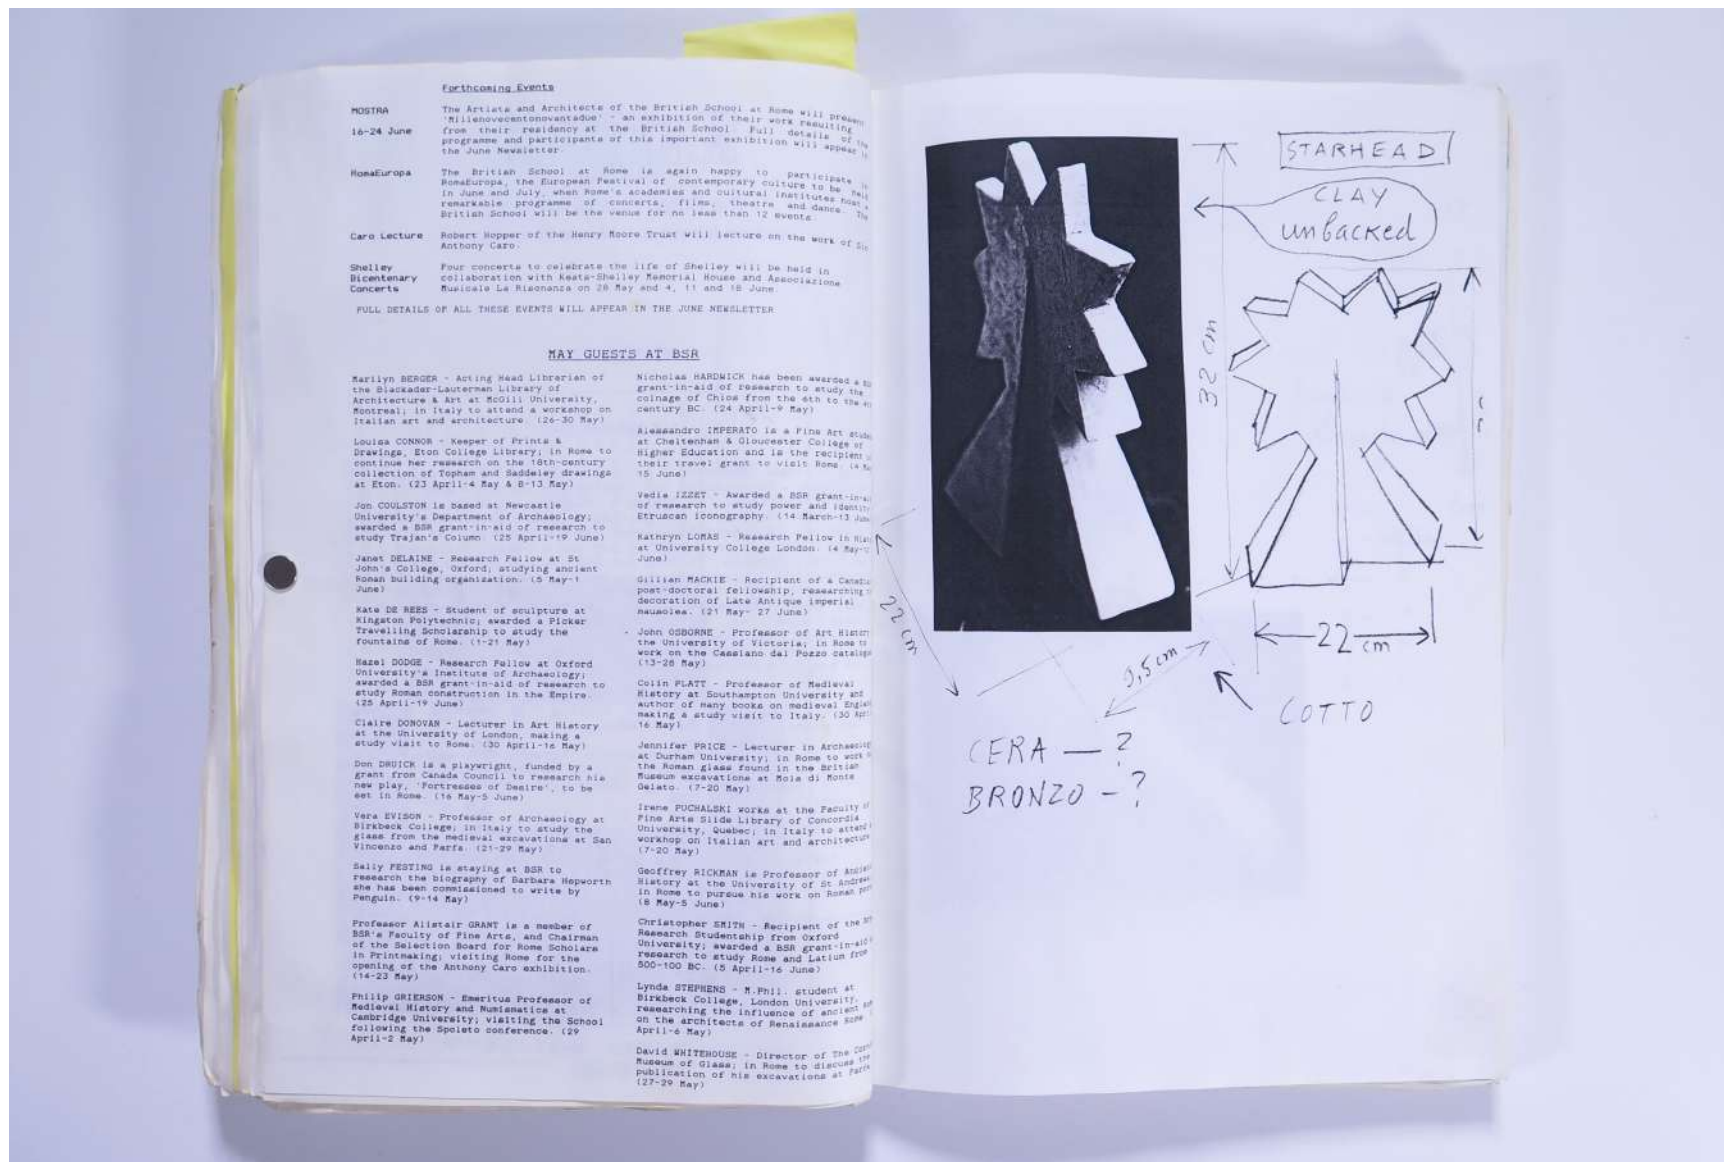 Forthcoming Events
MOSTRA
16-24 June
The Artists and Architects of the British School at Rome will present
'Millenovecentonovantadue' - an exhibition of their work resulting
from their residency at the British School. Full details of the
programme and participants of this important exhibition will appear in
the June Newsletter.
RomaEuropa
The British School at Rome is again happy to participate in
RomaEuropa, the European Festival of contemporary culture to be held
in June and July, when Rome's academies and cultural institutes host a
remarkable programme of concerts, films, theatre and dance. The
British School will be the venue for no less than 12 events.
Caro Lecture
Robert Hopper of the Henry Moore Trust will lecture on the work of Sir
Anthony Caro.
Shelley
Bicentenary
Concerts
Four concerts to celebrate the life of Shelley will be held in
collaboration with Keats-Shelley Memorial House and Associazione
Musicale La Risonanza on 28 May and 4, 11 and 18 June.
FULL DETAILS OF ALL THESE EVENTS WILL APPEAR IN THE JUNE NEWSLETTER
MAY GUESTS AT BSR
Marilyn BERGER - Acting Head Librarian of
the Blackader-Lauterman Library of
Architecture & Art at McGill University,
Montreal; in Italy to attend a workshop on
Italian art and architecture. (26-30 May)
Louisa CONNOR - Keeper of Prints &
Drawings, Eton College Library; in Rome to
continue her research on the 18th-century
collection of Topham and Baddeley drawings
at Eton. (23 April-4 May & 8-13 May)
Jon COULSTON is based at Newcastle
University's Department of Archaeology;
awarded a BSR grant-in-aid of research to
study Trajan's Column. (25 April-19 June)
Janet DELAINE - Research Fellow at St
John's College, Oxford; studying ancient
Roman building organization. (5 May-1
June)
Kate DE REES - Student of sculpture at
Kingston Polytechnic; awarded a Picker
Travelling Scholarship to study the
fountains of Rome. (1-21 May)
Hazel DODGE - Research Fellow at Oxford
University's Institute of Archaeology;
awarded a BSR grant-in-aid of research to
study Roman construction in the Empire.
(25 April-19 June)
Claire DONOVAN - Lecturer in Art History
at the University of London, making a
study visit to Rome. (30 April-16 May)
Don DRUICK is a playwright, funded by a
grant from Canada Council to research his
new play, 'Fortresses of Desire', to be
set in Rome. (16 May-5 June)
Vera EVISON - Professor of Archaeology at
Birkbeck College; in Italy to study the
glass from the medieval excavations at San
Vincenzo and Farfa. (21-29 May)
Sally FESTING is staying at BSR to
research the biography of Barbara Hepworth
she has been commissioned to write by
Penguin. (9-14 May)
Professor Alistair GRANT is a member of
BSR's Faculty of Fine Arts, and Chairman
of the Selection Board for Rome Scholars
in Printmaking; visiting Rome for the
opening of the Anthony Caro exhibition.
(14-23 May)
Philip GRIERSON - Emeritus Professor of
Medieval History and Numismatics at
Cambridge University; visiting the School
following the Spoleto conference. (29
April-2 May)
Nicholas HARDWICK has been awarded a
grant-in-aid of research to study the
coinage of Chios from the 6th to the
century BC. (24 April-9 May)
Alessandro IMPERATO is a Fine Art
at Cheltenham & Gloucester College of
Higher Education and is the recipient
their travel grant to visit Rome.
15 June)
Vedia IZZET - Awarded a BSR grant-in-
of research to study power and identity
Etruscan iconography. (14 March-13
Kathryn LOMAS - Research Fellow in
at University College London. (4 May-
June)
Gillian MACKIE - Recipient of a
post-doctoral fellowship, researching
decoration of Late Antique imperial
mausolea. (21 May- 27 June)
John OSBORNE - Professor of Art History
the University of Victoria; in Rome to
work on the Cassiano dal Pozzo
(13-28 May)
Colin PLATT - Professor of Medieval
History at Southampton University and
author of many books on medieval
making a study visit to Italy. (30
16 May)
Jennifer PRICE - Lecturer in
at Durham University; in Rome to work
the Roman glass found in the British
Museum excavations at Mola di Monte
Gelato. (7-20 May)
Irene PUCHALSKI works at the Faculty of
Fine Arts Slide Library of Concordia
University, Quebec; in Italy to attend
workshop on Italian art and architecture
(7-20 May)
Geoffrey RICKMAN is Professor of
History at the University of St
in Rome to pursue his work on Roman
(8 May-5 June)
Christopher SMITH - Recipient of the
Research Studentship from Oxford
University; awarded a BSR grant-in-aid
research to study Rome and Latium from
500-100 BC. (5 April-16 June)
Lynda STEPHENS - M.Phil. student at
Birkbeck College, London University,
researching the influence of ancient
on the architects of Renaissance Rome
April-6 May)
David WHITEHOUSE - Director of The
Museum of Glass; in Rome to discuss the
publication of his excavations at
(27-29 May)
STARHEAD
CLAY
unbacked
32 cm
22 cm
22 cm
9,5 cm
COTTO
CERA — ?
BRONZO – ?